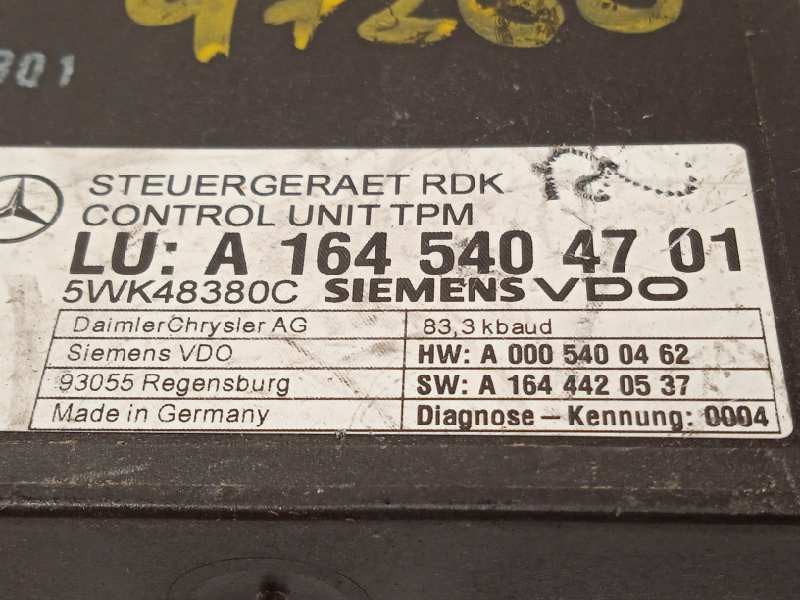 47260
801
STEUERGERAET RDK
CONTROL UNIT TPM
LU: A 164 540 47 01
5WK48380C SIEMENS VDO
DaimlerChrysler AG 83,3 kbaud
Siemens VDO HW: A 000 540 04 62
93055 Regensburg SW: A 164 442 05 37
Made in Germany Diagnose – Kennung: 0004